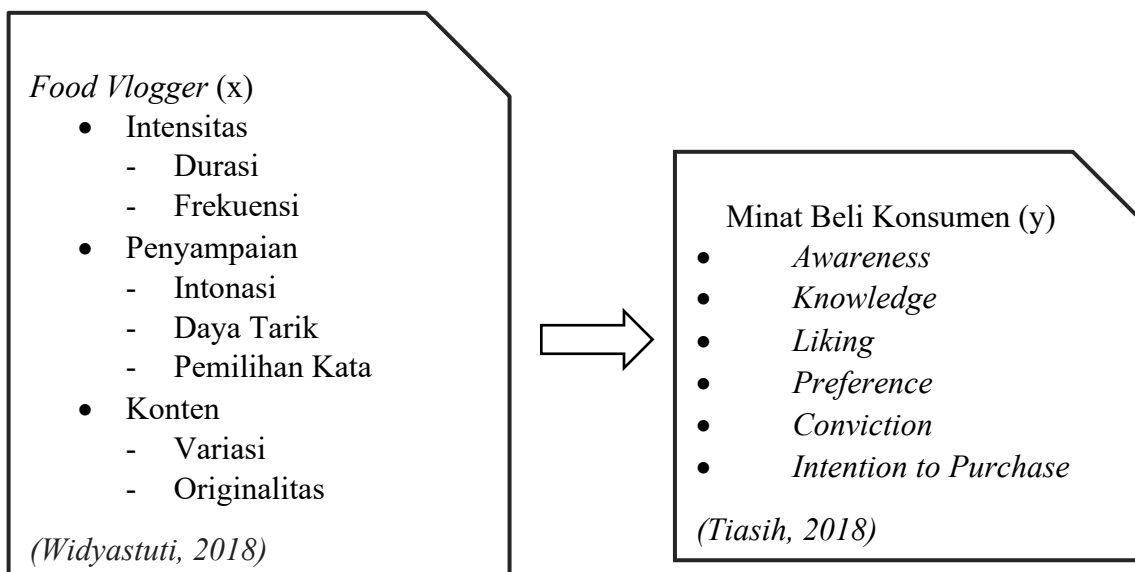 Food Vlogger (x)
• Intensitas
- Durasi
- Frekuensi
• Penyampaian
- Intonasi
- Daya Tarik
- Pemilihan Kata
• Konten
- Variasi
- Originalitas
(Widyastuti, 2018)
Minat Beli Konsumen (y)
• Awareness
• Knowledge
• Liking
• Preference
• Conviction
• Intention to Purchase
(Tiasih, 2018)